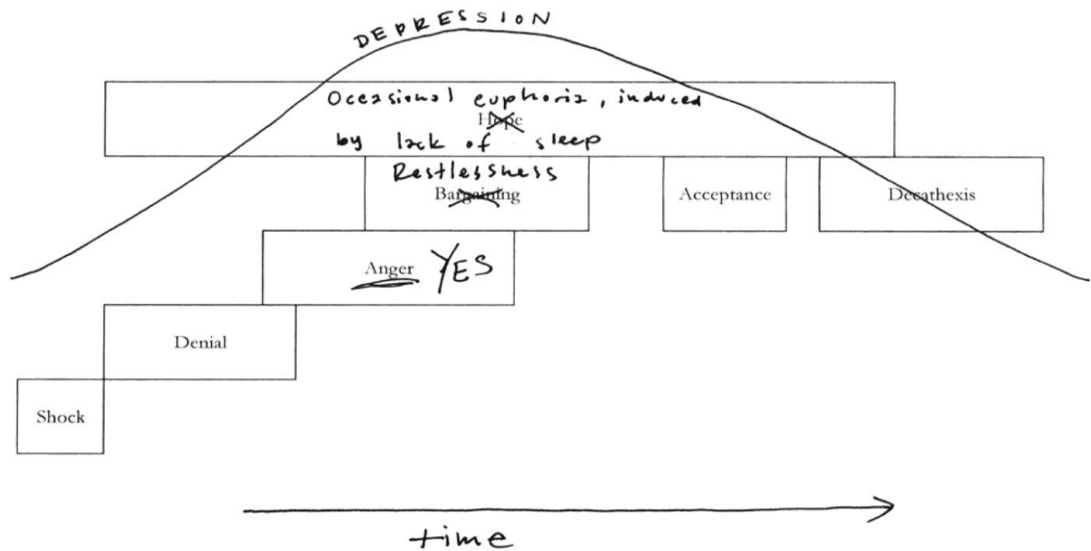 DEPRESSION
Occasional euphoria, induced
Hope
by lack of sleep
Restlessness
Bargaining
Acceptance
Decathexis
Anger YES
Denial
Shock
time